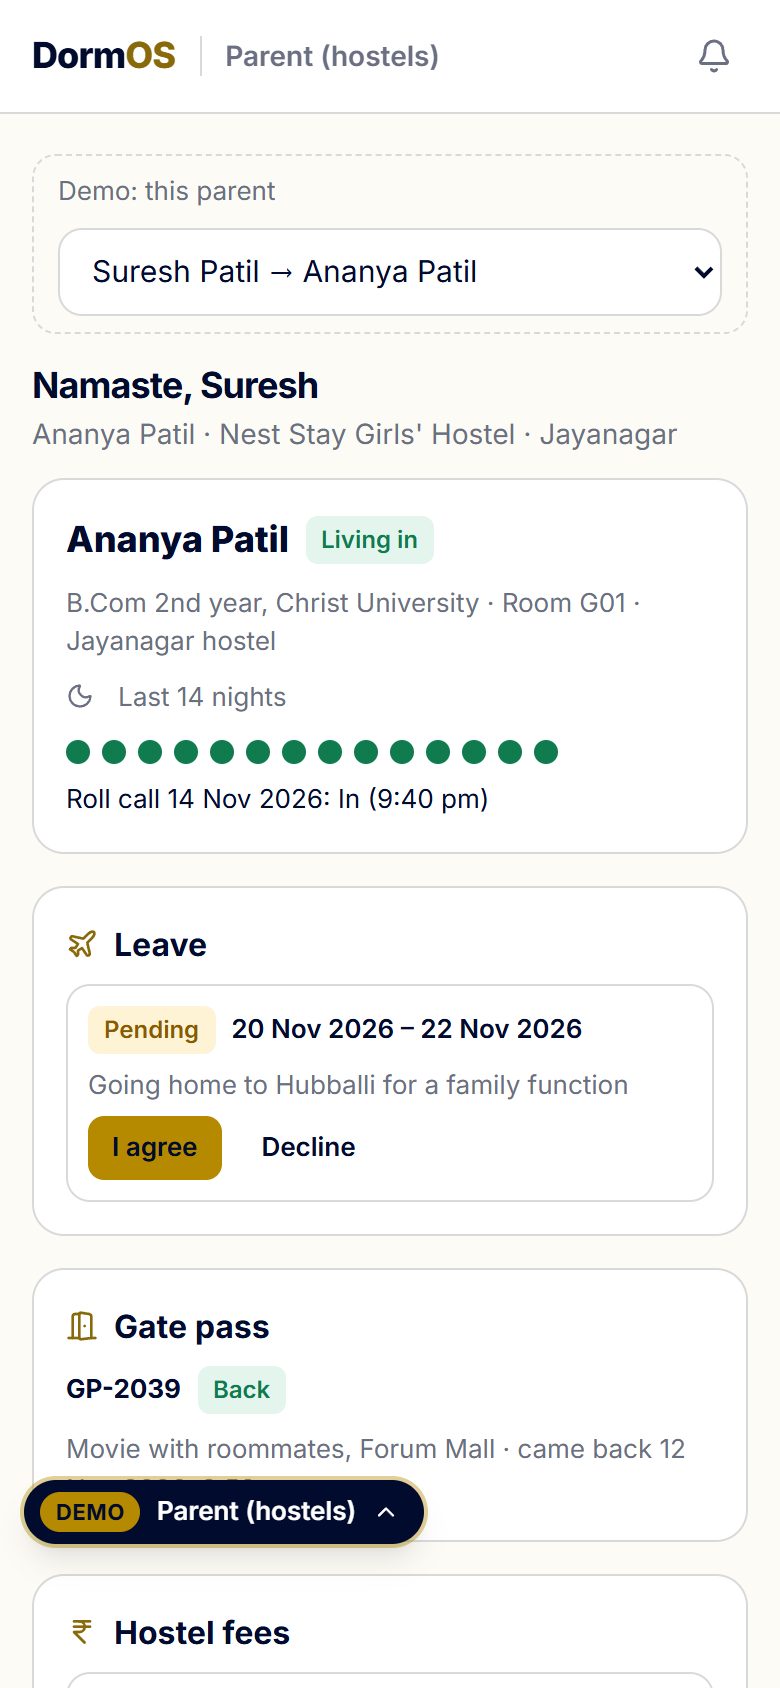 DormOS
Parent (hostels)
Demo: this parent
Suresh Patil → Ananya Patil
Namaste, Suresh
Ananya Patil · Nest Stay Girls' Hostel · Jayanagar
Ananya Patil
Living in
B.Com 2nd year, Christ University · Room G01 ·
Jayanagar hostel
Last 14 nights
Roll call 14 Nov 2026: In (9:40 pm)
Leave
Pending
20 Nov 2026 – 22 Nov 2026
Going home to Hubballi for a family function
I agree
Decline
Gate pass
GP-2039
Back
Movie with roommates, Forum Mall · came back 12
DEMO
Parent (hostels)
₹
Hostel fees